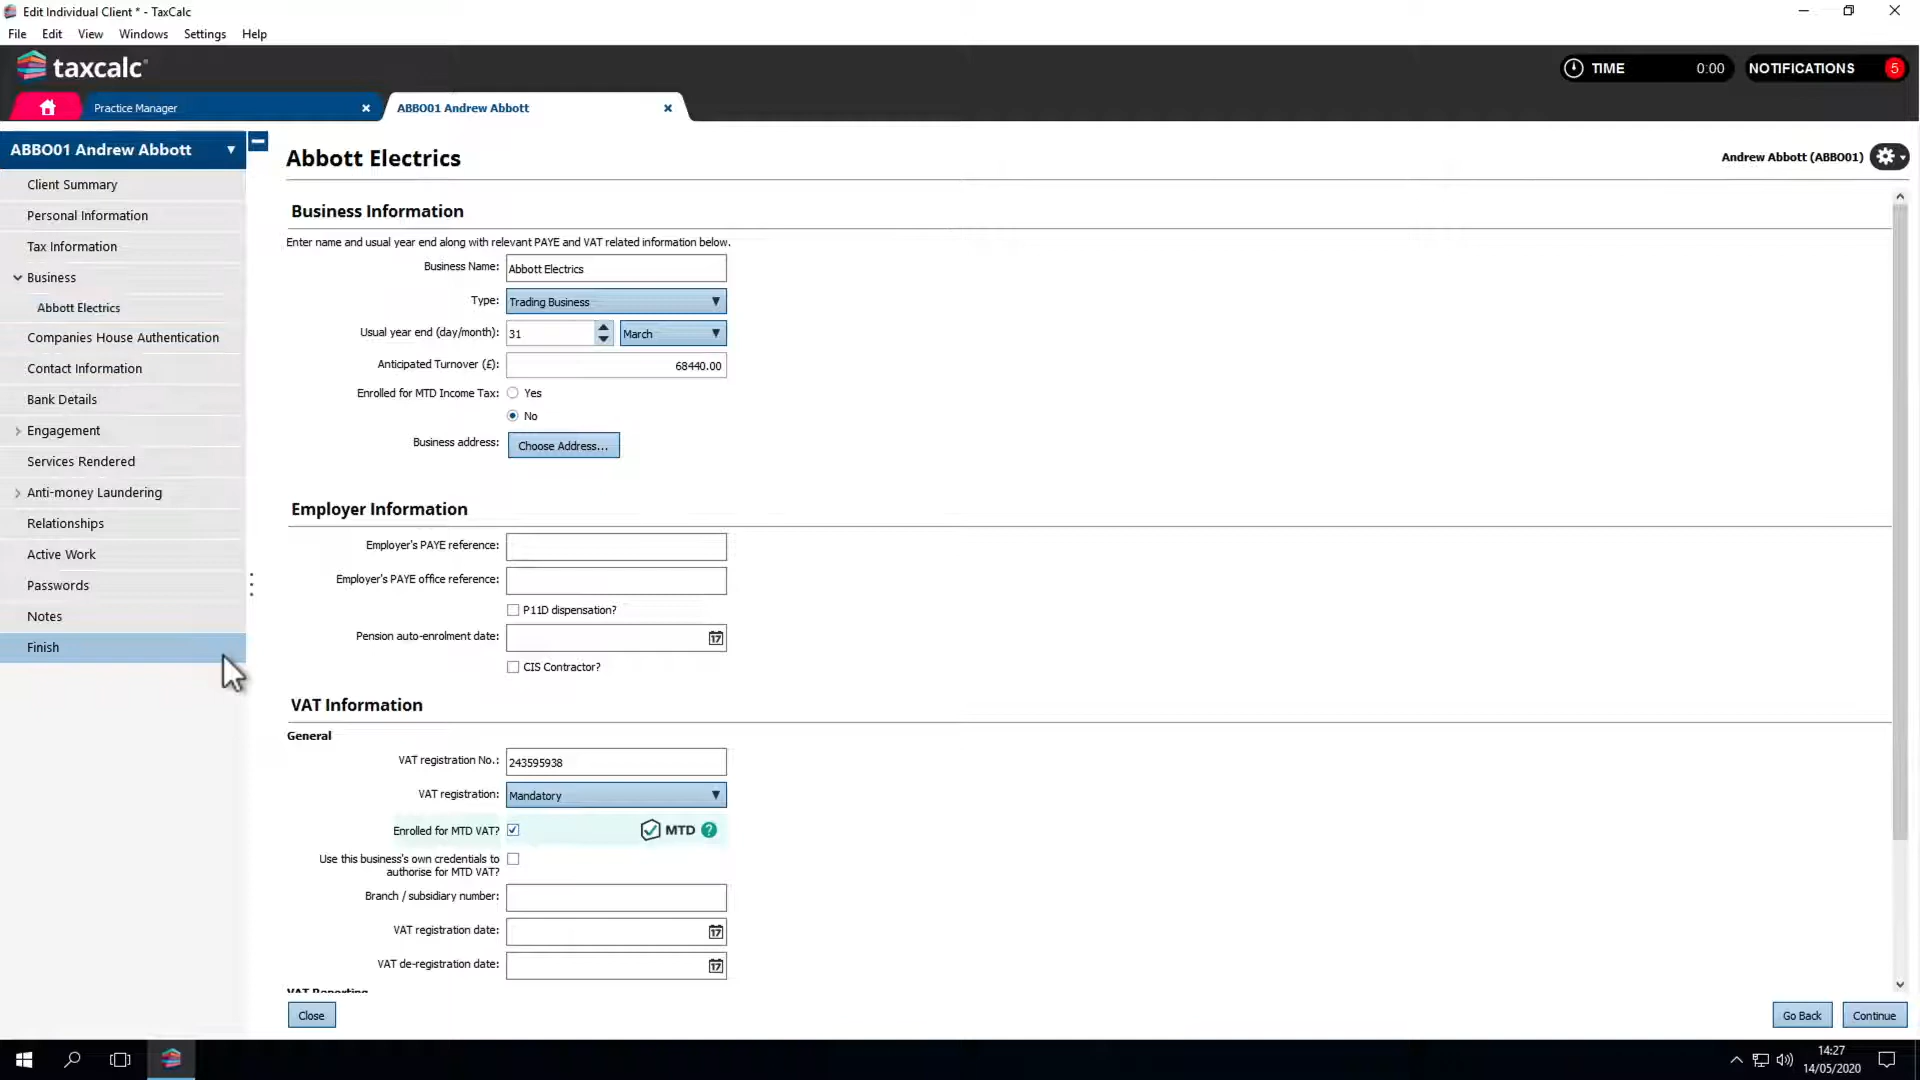 Edit Individual Client * - TaxCalc
File Edit View Windows Settings Help
taxcalc
TIME 0:00 NOTIFICATIONS 5
Practice Manager × ABBO01 Andrew Abbott ×
ABBO01 Andrew Abbott
Client Summary
Personal Information
Tax Information
Business
Abbott Electrics
Companies House Authentication
Contact Information
Bank Details
Engagement
Services Rendered
Anti-money Laundering
Relationships
Active Work
Passwords
Notes
Finish
Abbott Electrics
Andrew Abbott (ABBO01)
Business Information
Enter name and usual year end along with relevant PAYE and VAT related information below.
Business Name: Abbott Electrics
Type: Trading Business
Usual year end (day/month): 31 March
Anticipated Turnover (£): 68440.00
Enrolled for MTD Income Tax: Yes
No
Business address: Choose Address...
Employer Information
Employer's PAYE reference:
Employer's PAYE office reference:
P11D dispensation?
Pension auto-enrolment date: 17
CIS Contractor?
VAT Information
General
VAT registration No.: 243595938
VAT registration: Mandatory
Enrolled for MTD VAT? MTD ?
Use this business's own credentials to
authorise for MTD VAT?
Branch / subsidiary number:
VAT registration date: 17
VAT de-registration date: 17
VAT Reporting
Close Go Back Continue
14:27
14/05/2020